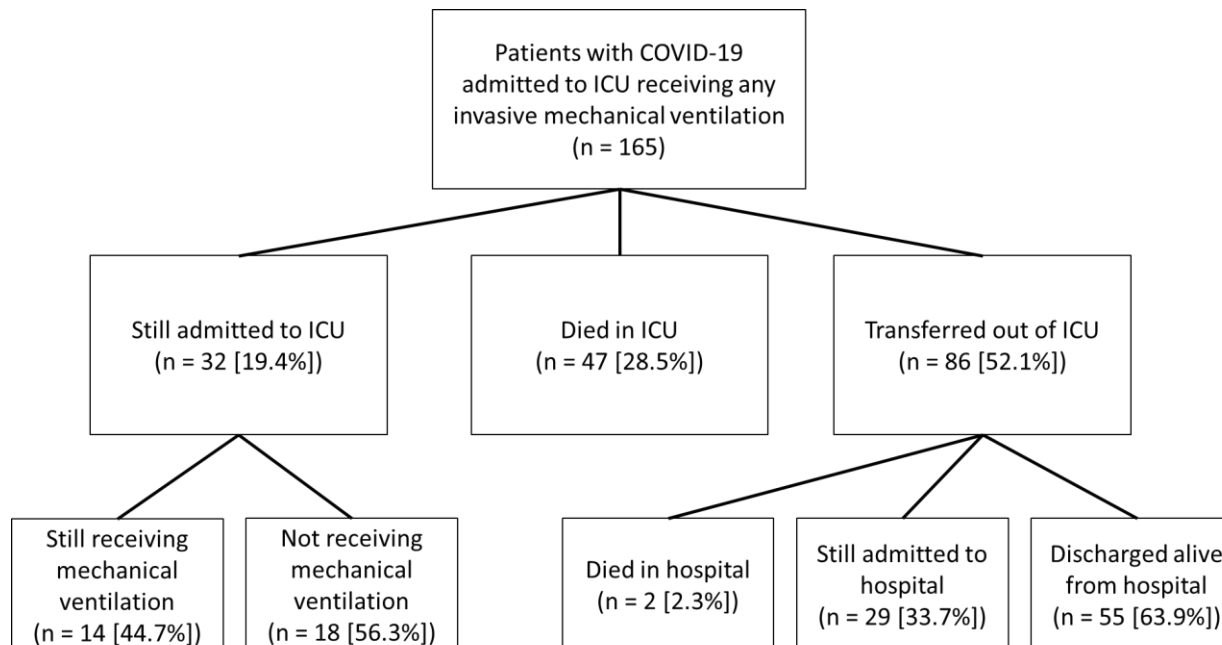 Patients with COVID-19
admitted to ICU receiving any
invasive mechanical ventilation
(n = 165)
Still admitted to ICU
(n = 32 [19.4%])
Died in ICU
(n = 47 [28.5%])
Transferred out of ICU
(n = 86 [52.1%])
Still receiving
mechanical
ventilation
(n = 14 [44.7%])
Not receiving
mechanical
ventilation
(n = 18 [56.3%])
Died in hospital
(n = 2 [2.3%])
Still admitted to
hospital
(n = 29 [33.7%])
Discharged alive
from hospital
(n = 55 [63.9%])